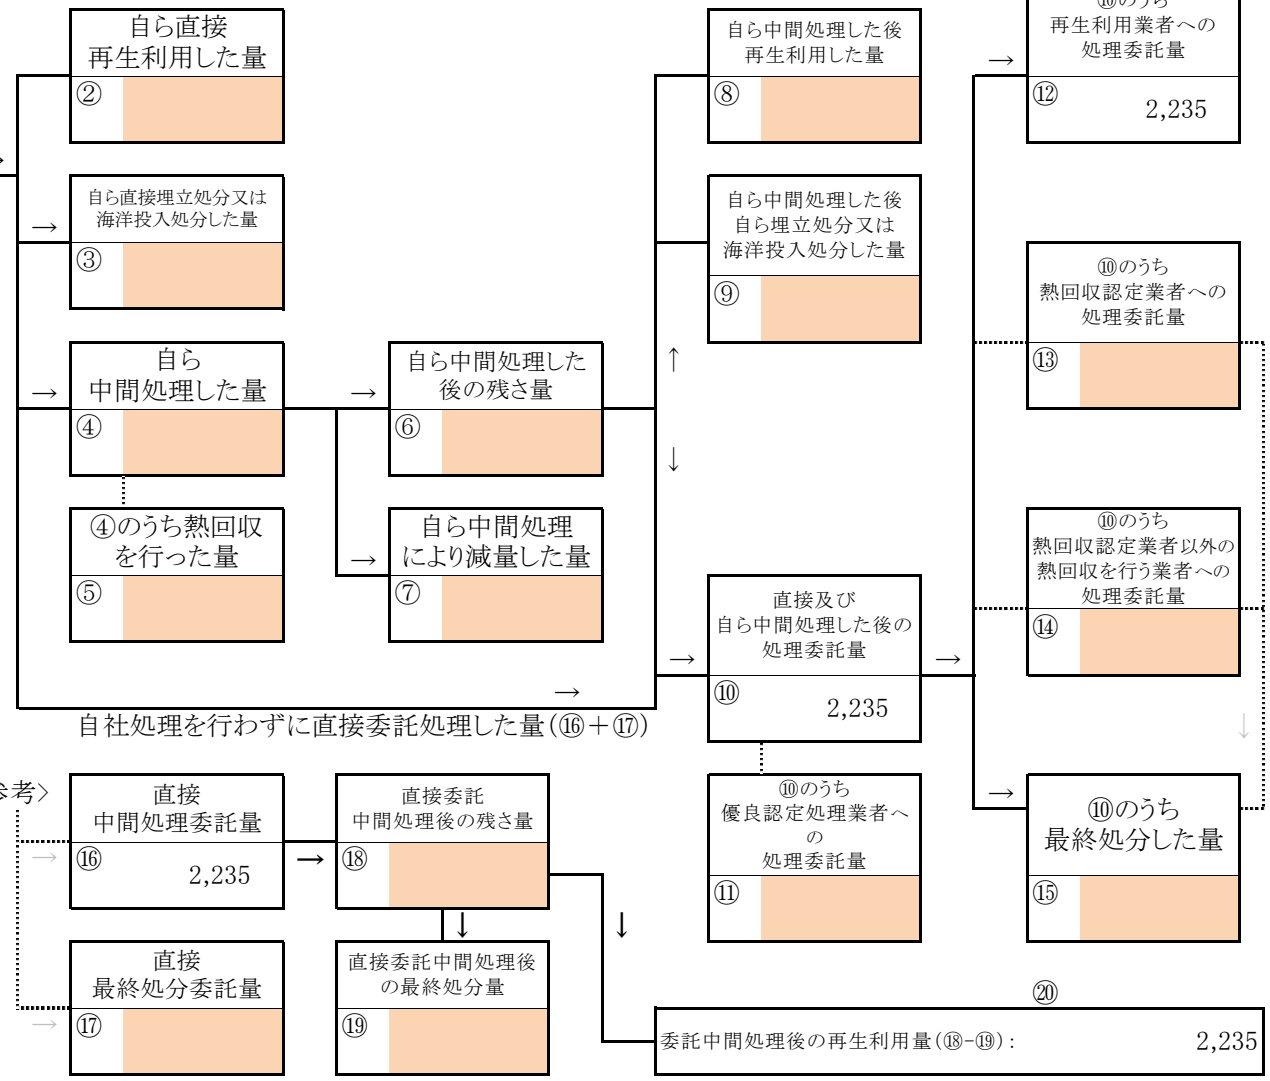 自ら直接
再生利用した量
②
自ら直接埋立処分又は
海洋投入処分した量
③
自ら
中間処理した量
④
④のうち熱回収
を行った量
⑤
自ら中間処理した
後の残さ量
⑥
自ら中間処理
により減量した量
⑦
自ら中間処理した後
再生利用した量
⑧
自ら中間処理した後
自ら埋立処分又は
海洋投入処分した量
⑨
直接及び
自ら中間処理した後の
処理委託量
⑩
2,235
⑩のうち
優良認定処理業者へ
の
処理委託量
⑪
⑩のうち
再生利用業者への
処理委託量
⑫
2,235
⑩のうち
熱回収認定業者への
処理委託量
⑬
⑩のうち
熱回収認定業者以外の
熱回収を行う業者への
処理委託量
⑭
⑩のうち
最終処分した量
⑮
自社処理を行わずに直接委託処理した量(⑯+⑰)
参考>
直接
中間処理委託量
⑯
2,235
直接
最終処分委託量
⑰
直接委託
中間処理後の残さ量
⑱
直接委託中間処理後
の最終処分量
⑲
⑳
委託中間処理後の再生利用量(⑱-⑲): 2,235